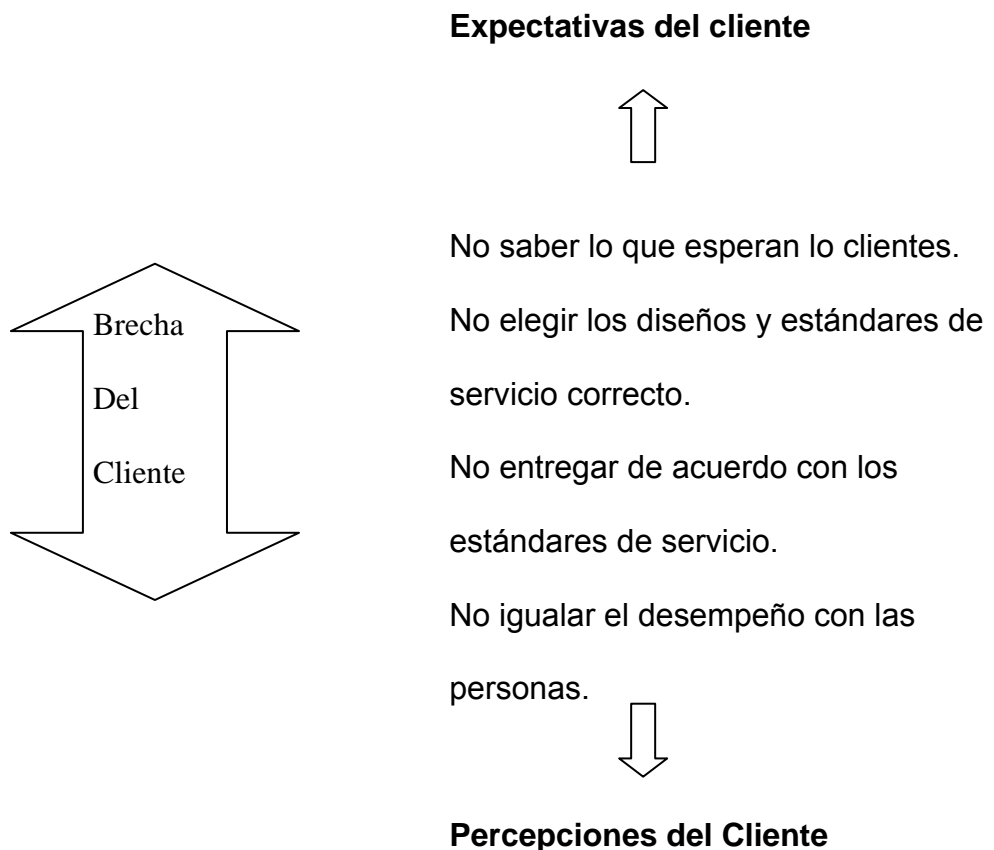 Expectativas del cliente
No saber lo que esperan lo clientes.
No elegir los diseños y estándares de
servicio correcto.
No entregar de acuerdo con los
estándares de servicio.
No igualar el desempeño con las
personas.
Brecha
Del
Cliente
Percepciones del Cliente